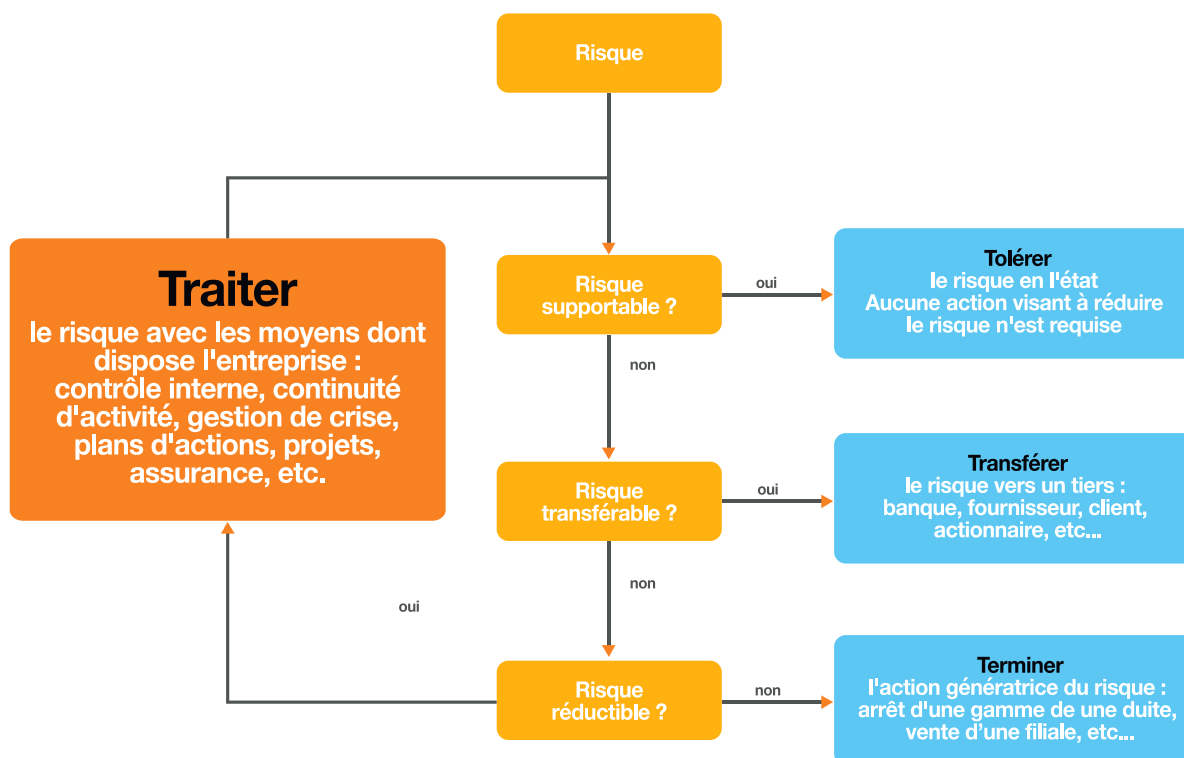 Risque
Traiter
le risque avec les moyens dont
dispose l'entreprise :
contrôle interne, continuité
d'activité, gestion de crise,
plans d'actions, projets,
assurance, etc.
Risque
supportable ?
oui
Tolérer
le risque en l'état
Aucune action visant à réduire
le risque n'est requise
non
Risque
transférable ?
oui
Transférer
le risque vers un tiers :
banque, fournisseur, client,
actionnaire, etc...
non
oui
Risque
réductible ?
non
Terminer
l'action génératrice du risque :
arrêt d'une gamme de une duite,
vente d’une filiale, etc...